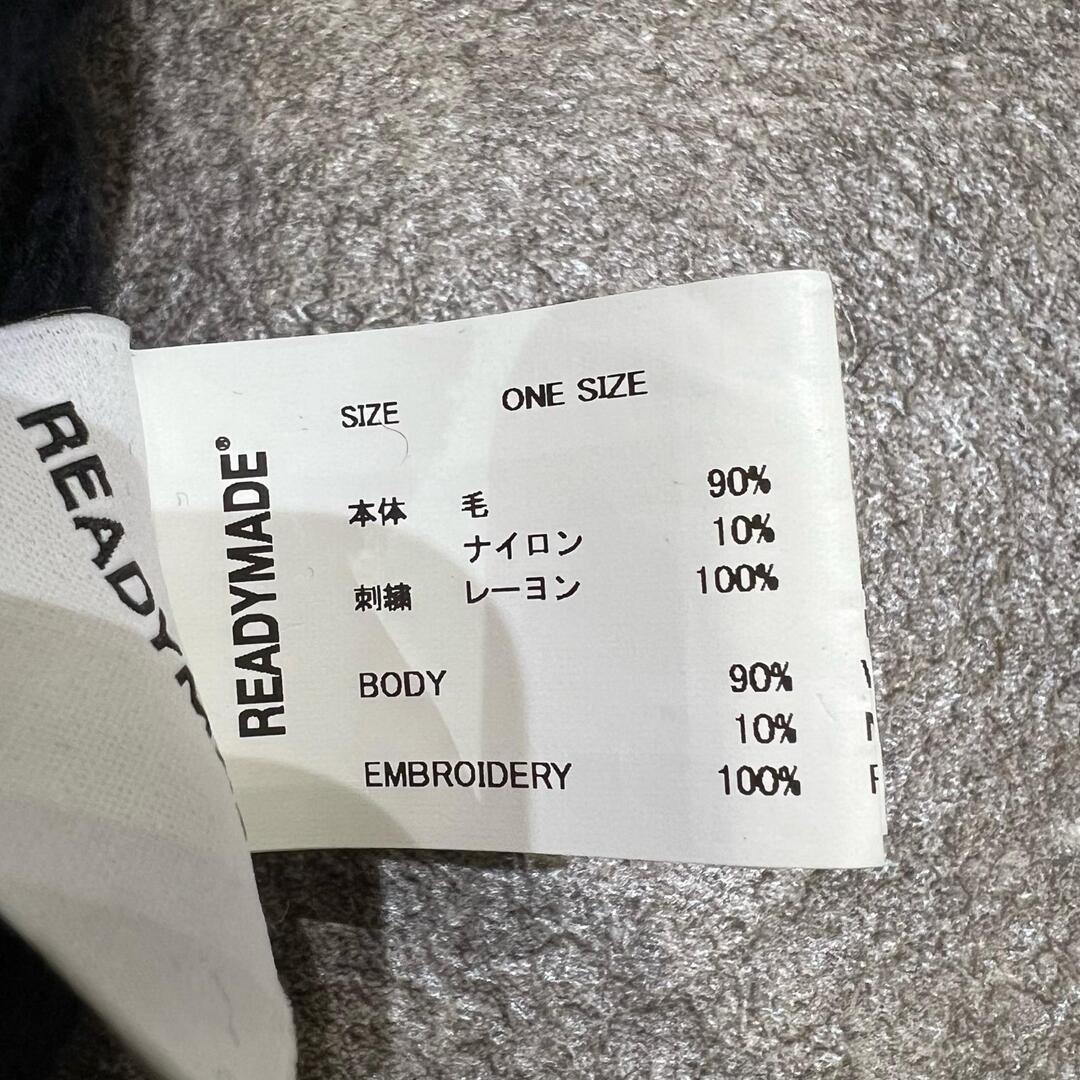 READYMADE®
SIZE ONE SIZE
本体 毛 90%
ナイロン 10%
刺繍 レーヨン 100%
BODY 90%
10%
EMBROIDERY 100%